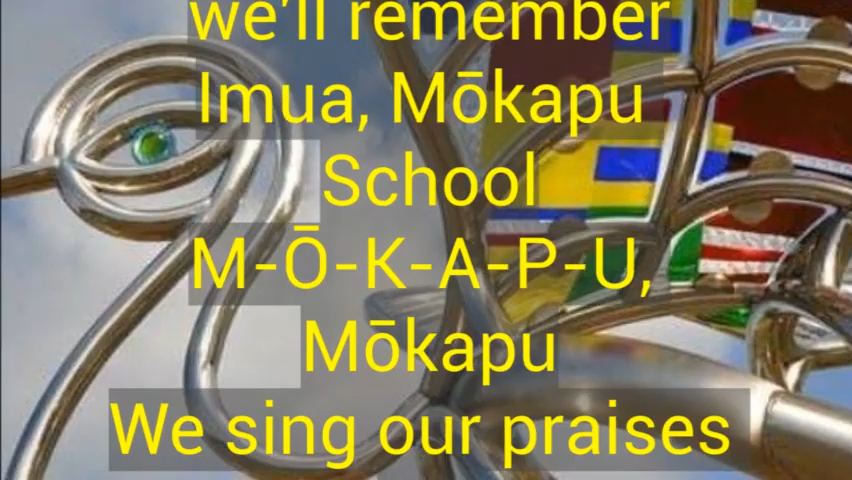 we'll remember
Imua, Mōkapu
School
M-Ō-K-A-P-U,
Mōkapu
We sing our praises